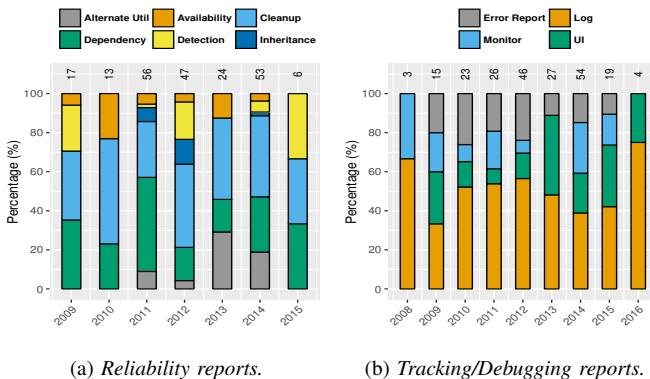 Alternate Util Availability Cleanup
Dependency Detection Inheritance
17 13 56 47 24 53 6
100
80
60
40
20
0
Percentage (%)
2009 2010 2011 2012 2013 2014 2015
(a) Reliability reports.
Error Report Log
Monitor UI
3 15 23 26 46 27 54 19 4
100
80
60
40
20
0
Percentage (%)
2008 2009 2010 2011 2012 2013 2014 2015 2016
(b) Tracking/Debugging reports.